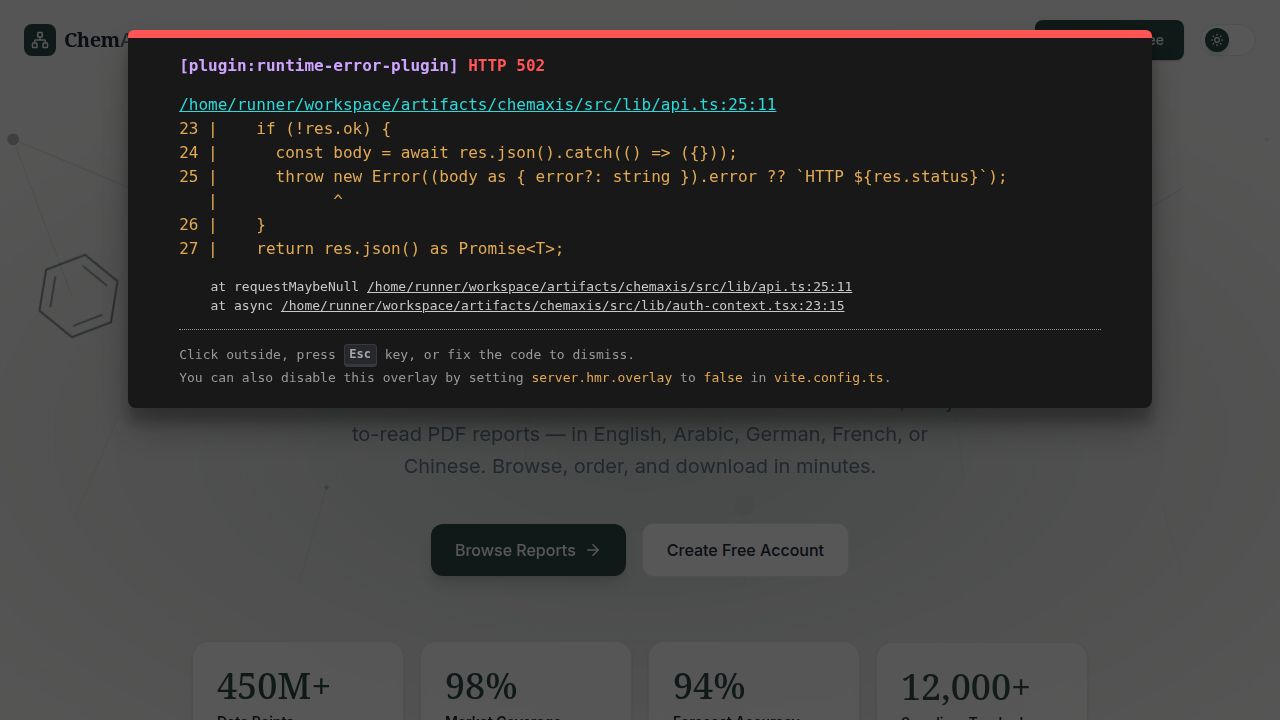 [plugin:runtime-error-plugin] HTTP 502
/home/runner/workspace/artifacts/chemaxis/src/lib/api.ts:25:11
23 |    if (!res.ok) {
24 |      const body = await res.json().catch(() => ({}));
25 |      throw new Error((body as { error?: string }).error ?? `HTTP ${res.status}`);
   |            ^
26 |    }
27 |    return res.json() as Promise<T>;
at requestMaybeNull /home/runner/workspace/artifacts/chemaxis/src/lib/api.ts:25:11
at async /home/runner/workspace/artifacts/chemaxis/src/lib/auth-context.tsx:23:15
Click outside, press Esc key, or fix the code to dismiss.
You can also disable this overlay by setting server.hmr.overlay to false in vite.config.ts.
to-read PDF reports — in English, Arabic, German, French, or
Chinese. Browse, order, and download in minutes.
Browse Reports →
Create Free Account
450M+
98%
94%
12,000+